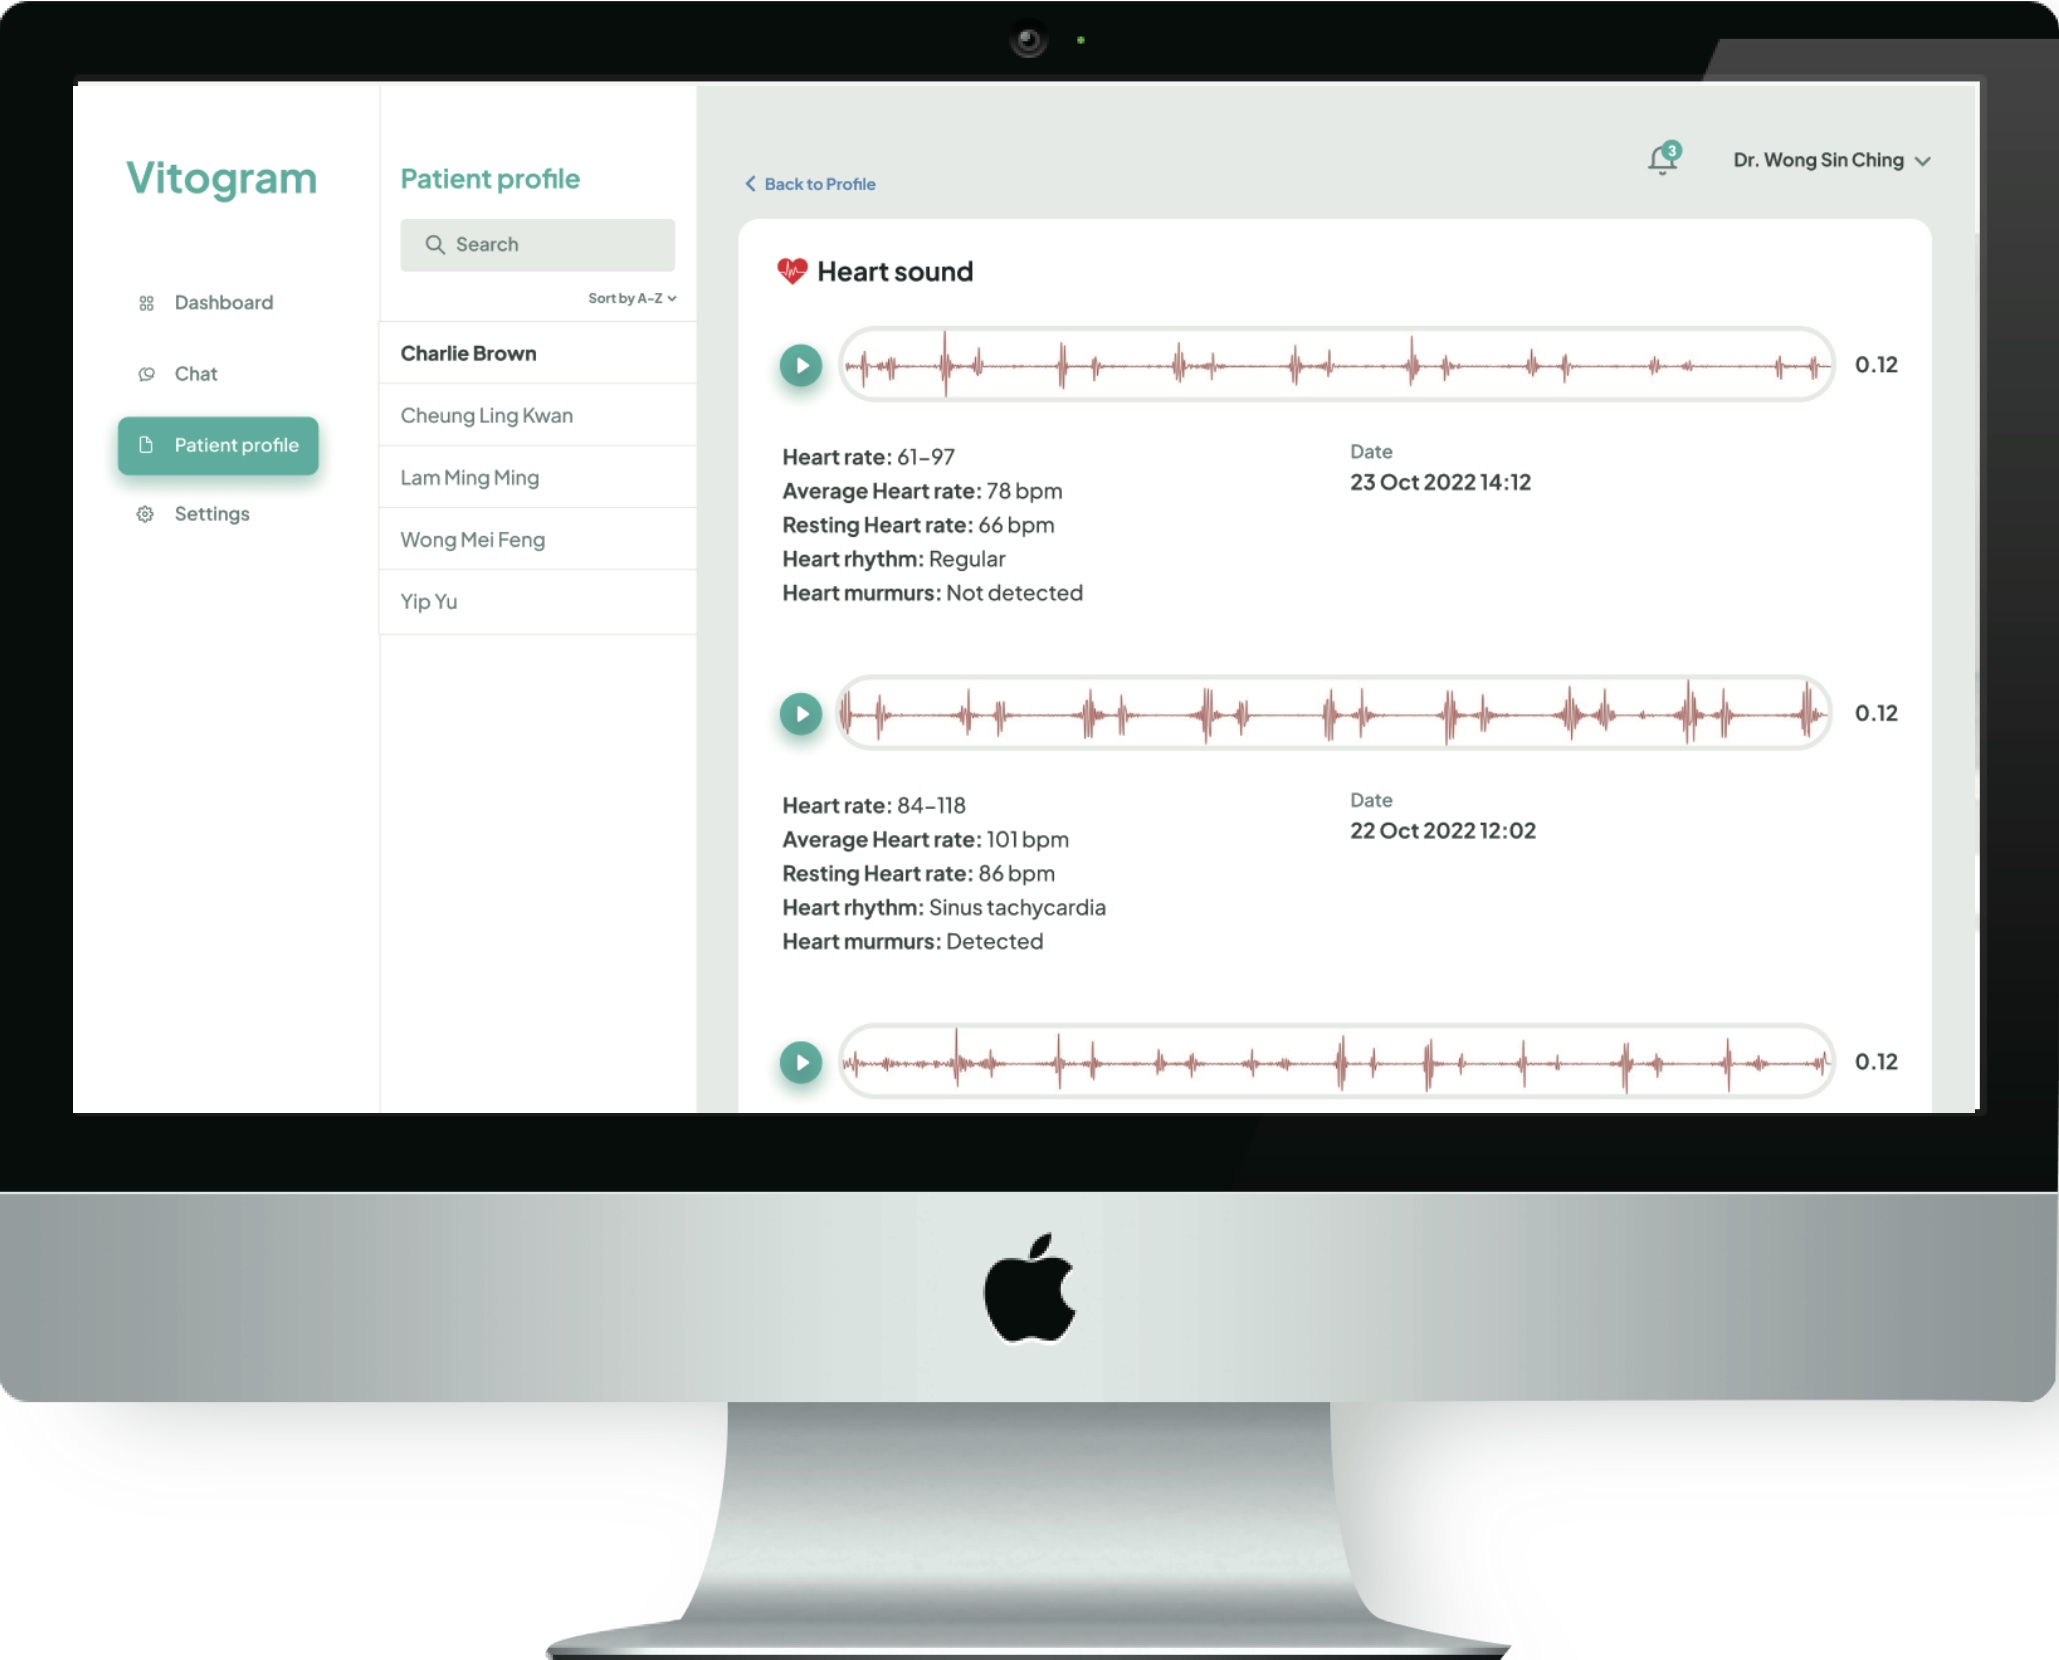 Vitogram
Dashboard
Chat
Patient profile
Settings
Patient profile
Search
Sort by A-Z
Charlie Brown
Cheung Ling Kwan
Lam Ming Ming
Wong Mei Feng
Yip Yu
3
Dr. Wong Sin Ching
Back to Profile
Heart sound
0.12
Heart rate: 61-97
Average Heart rate: 78 bpm
Resting Heart rate: 66 bpm
Heart rhythm: Regular
Heart murmurs: Not detected
Date
23 Oct 2022 14:12
0.12
Heart rate: 84-118
Average Heart rate: 101 bpm
Resting Heart rate: 86 bpm
Heart rhythm: Sinus tachycardia
Heart murmurs: Detected
Date
22 Oct 2022 12:02
0.12